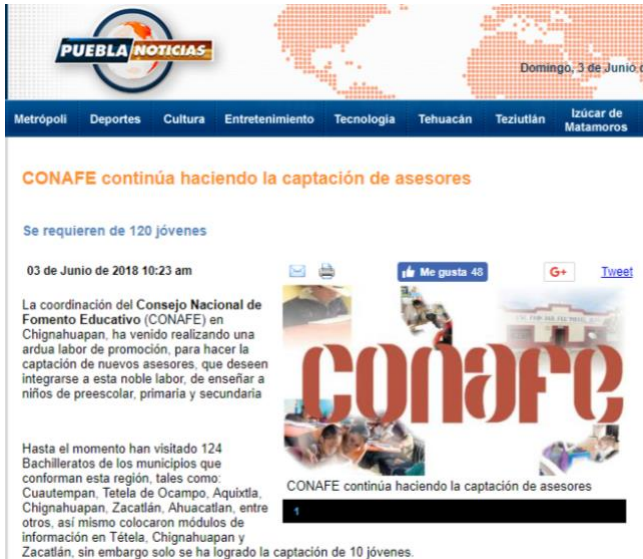 PUEBLA NOTICIAS
Domingo, 3 de Junio
Metrópoli Deportes Cultura Entretenimiento Tecnología Tehuacán Teziutlán Izúcar de Matamoros
CONAFE continúa haciendo la captación de asesores
Se requieren de 120 jóvenes
03 de Junio de 2018 10:23 am
Me gusta 48
G+
Tweet
La coordinación del Consejo Nacional de
Fomento Educativo (CONAFE) en
Chignahuapan, ha venido realizando una
ardua labor de promoción, para hacer la
captación de nuevos asesores, que deseen
integrarse a esta noble labor, de enseñar a
niños de preescolar, primaria y secundaria
conafe
CONAFE continúa haciendo la captación de asesores
1
Hasta el momento han visitado 124
Bachilleratos de los municipios que
conforman esta región, tales como:
Cuautempan, Tetela de Ocampo, Aquixtla,
Chignahuapan, Zacatlán, Ahuacatlan, entre
otros, así mismo colocaron módulos de
información en Tétela, Chignahuapan y
Zacatlán, sin embargo solo se ha logrado la captación de 10 jóvenes.